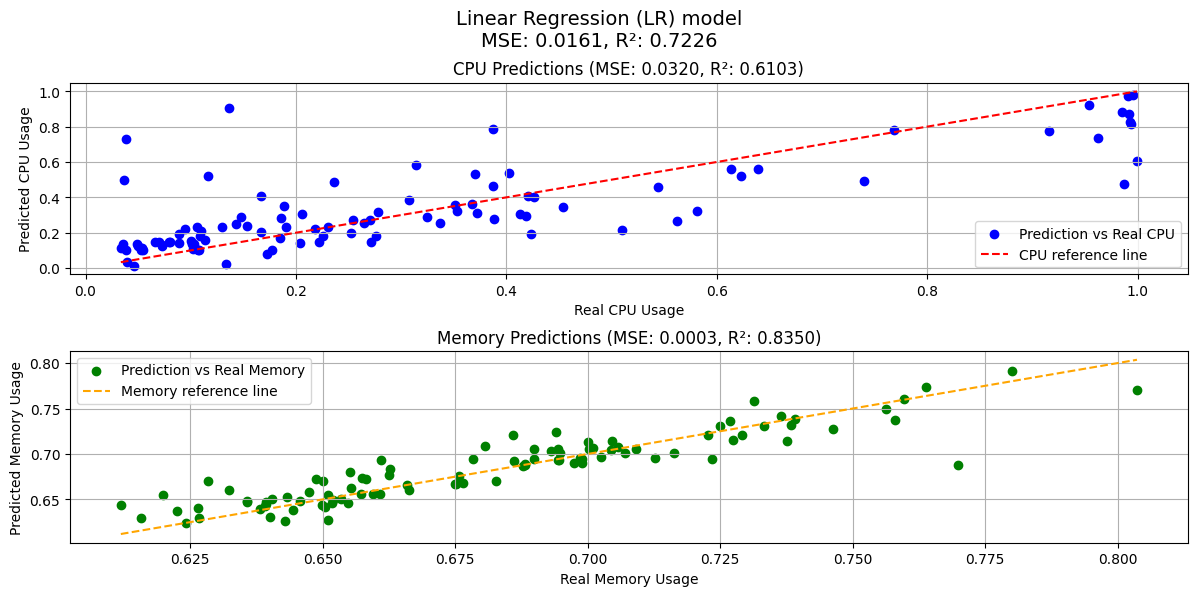 Linear Regression (LR) model
MSE: 0.0161, R²: 0.7226
CPU Predictions (MSE: 0.0320, R²: 0.6103)
Predicted CPU Usage
1.0
0.8
0.6
0.4
0.2
0.0
Prediction vs Real CPU
CPU reference line
0.0 0.2 0.4 0.6 0.8 1.0
Real CPU Usage
Memory Predictions (MSE: 0.0003, R²: 0.8350)
Predicted Memory Usage
0.80
0.75
0.70
0.65
Prediction vs Real Memory
Memory reference line
0.625 0.650 0.675 0.700 0.725 0.750 0.775 0.800
Real Memory Usage